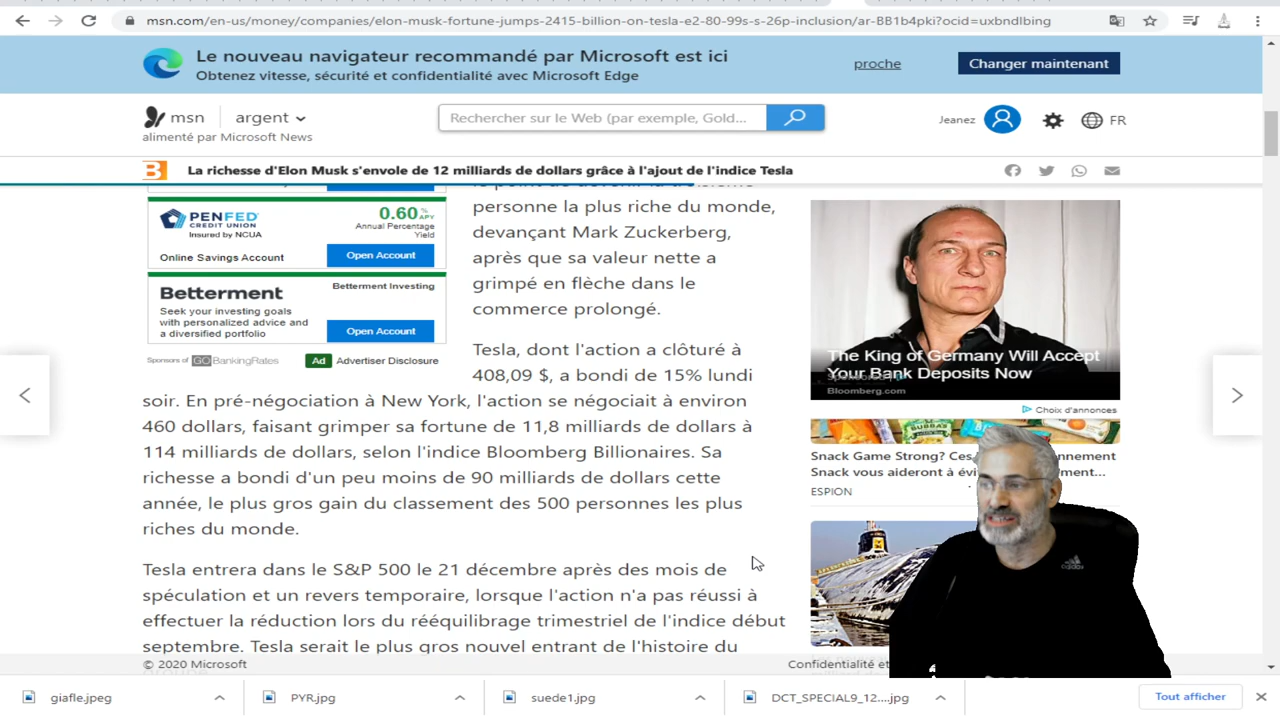 msn.com/en-us/money/companies/elon-musk-fortune-jumps-2415-billion-on-tesla-e2-80-99s-s-26p-inclusion/ar-BB1b4pki?ocid=uxbndlbing
Le nouveau navigateur recommandé par Microsoft est ici
Obtenez vitesse, sécurité et confidentialité avec Microsoft Edge
proche
Changer maintenant
msn
argent
alimenté par Microsoft News
Rechercher sur le Web (par exemple, Gold...
Jeanez
FR
La richesse d'Elon Musk s'envole de 12 milliards de dollars grâce à l'ajout de l'indice Tesla
PENFED
CREDIT UNION
Insured by NCUA
0.60 %
APY
Annual Percentage
Yield
Online Savings Account
Open Account
Betterment
Betterment Investing
Seek your investing goals
with personalized advice and
a diversified portfolio
Open Account
Sponsors of GOBankingRates
Ad Advertiser Disclosure
personne la plus riche du monde,
devançant Mark Zuckerberg,
après que sa valeur nette a
grimpé en flèche dans le
commerce prolongé.
Tesla, dont l'action a clôturé à
408,09 $, a bondi de 15% lundi
soir. En pré-négociation à New York, l'action se négociait à environ
460 dollars, faisant grimper sa fortune de 11,8 milliards de dollars à
114 milliards de dollars, selon l'indice Bloomberg Billionaires. Sa
richesse a bondi d'un peu moins de 90 milliards de dollars cette
année, le plus gros gain du classement des 500 personnes les plus
riches du monde.
Tesla entrera dans le S&P 500 le 21 décembre après des mois de
spéculation et un revers temporaire, lorsque l'action n'a pas réussi à
effectuer la réduction lors du rééquilibrage trimestriel de l'indice début
septembre. Tesla serait le plus gros nouvel entrant de l'histoire du
The King of Germany Will Accept
Your Bank Deposits Now
Bloomberg.com
Choix d'annonces
Snack Game Strong? Ces
Snack vous aideront à
ESPION
© 2020 Microsoft
Confidentialité et
giafle.jpeg
PYR.jpg
suede1.jpg
DCT_SPECIAL9_12....jpg
Tout afficher